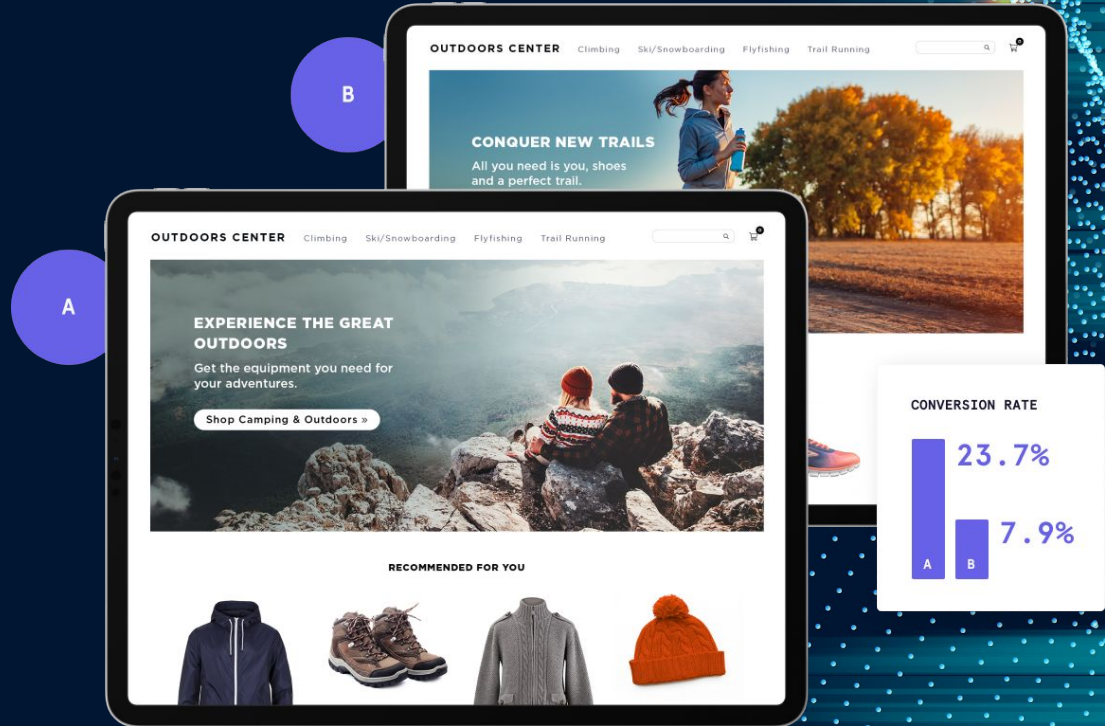 B
OUTDOORS CENTER Climbing Ski/Snowboarding Flyfishing Trail Running
0
CONQUER NEW TRAILS
All you need is you, shoes
and a perfect trail.
A
OUTDOORS CENTER Climbing Ski/Snowboarding Flyfishing Trail Running
0
EXPERIENCE THE GREAT
OUTDOORS
Get the equipment you need for
your adventures.
Shop Camping & Outdoors »
RECOMMENDED FOR YOU
CONVERSION RATE
23.7%
7.9%
A B